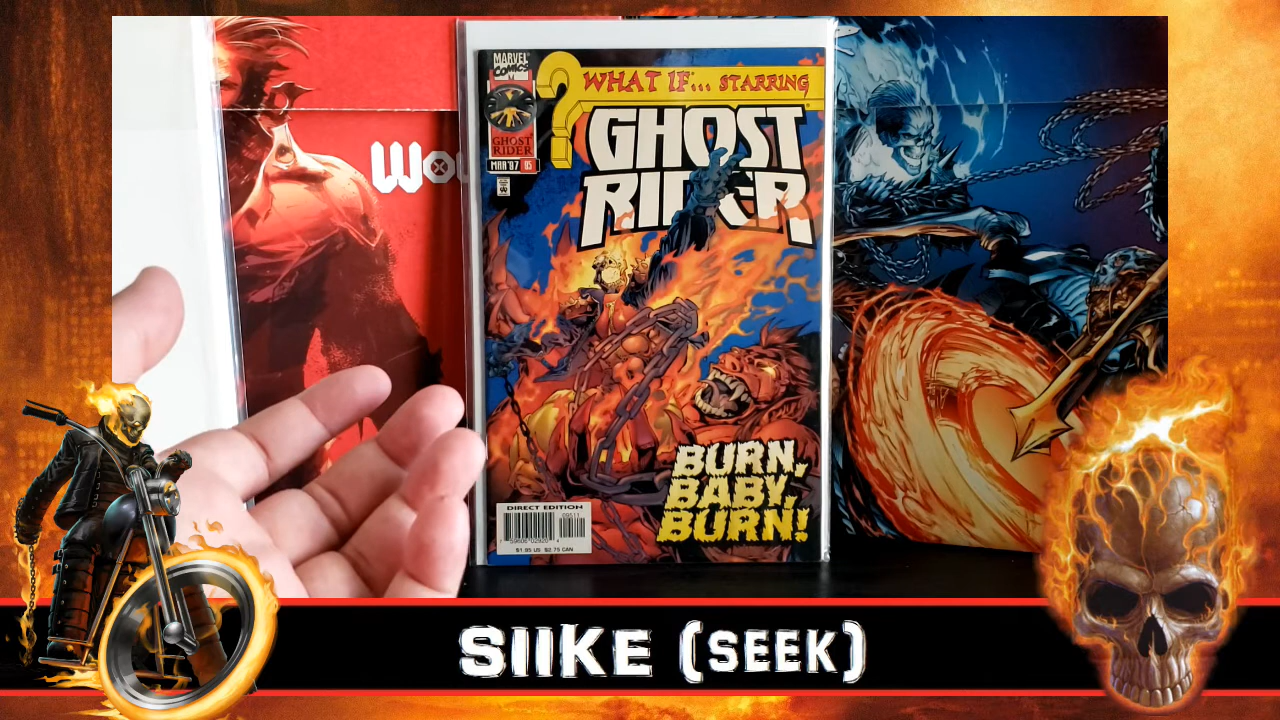 MARVEL
COMICS
WHAT IF... STARRING
GHOST
RIDER
GHOST
RIDER
MAR '97
WO
BURN,
BABY,
BURN!
DIRECT EDITION
$1.95 US $2.75 CAN
SIIKE (SEEK)